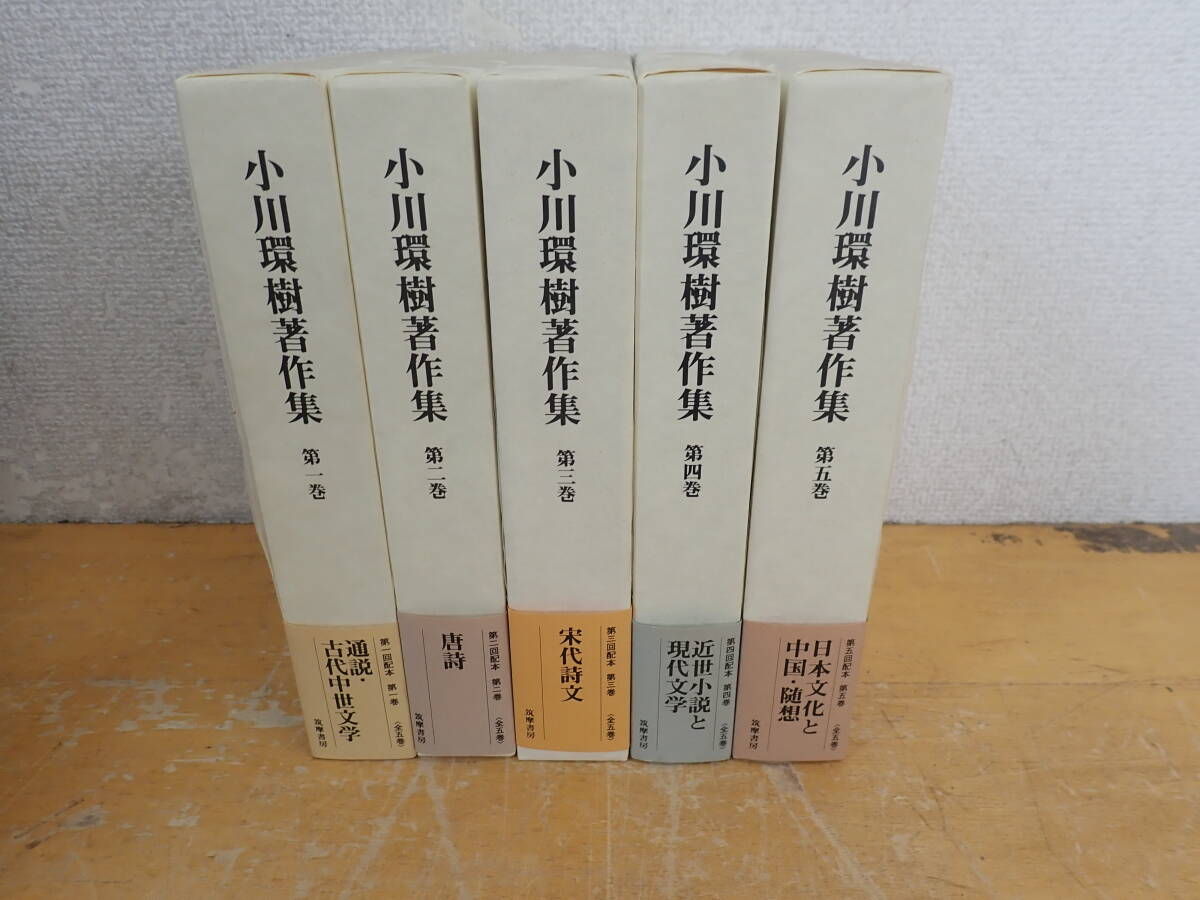 小川環樹著作集
第一巻
第一回配本 第一巻 〈全五巻〉
通説・
古代中世文学
筑摩書房
小川環樹著作集
第二巻
第二回配本 第二巻 〈全五巻〉
唐詩
筑摩書房
小川環樹著作集
第三巻
第三回配本 第三巻 〈全五巻〉
宋代詩文
筑摩書房
小川環樹著作集
第四巻
第四回配本 第四巻 〈全五巻〉
近世小説と
現代文学
筑摩書房
小川環樹著作集
第五巻
第五回配本 第五巻 〈全五巻〉
日本文化と
中国・随想
筑摩書房